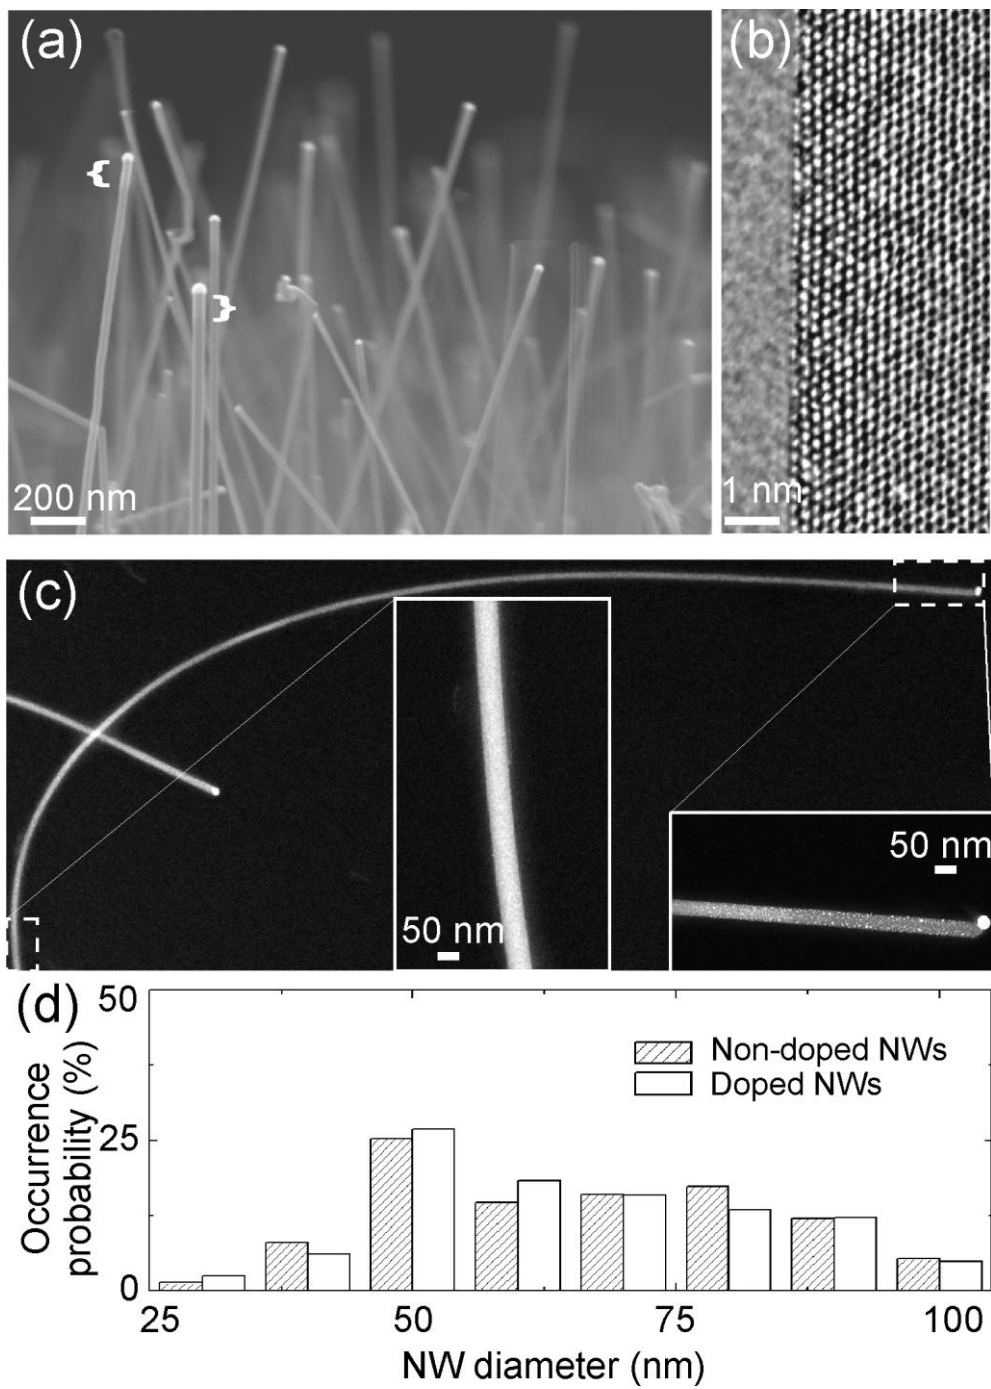 (a)
{
}
200 nm
(b)
1 nm
(c)
50 nm
50 nm
(d)
50
25
0
Occurrence
probability (%)
Non-doped NWs
Doped NWs
25 50 75 100
NW diameter (nm)